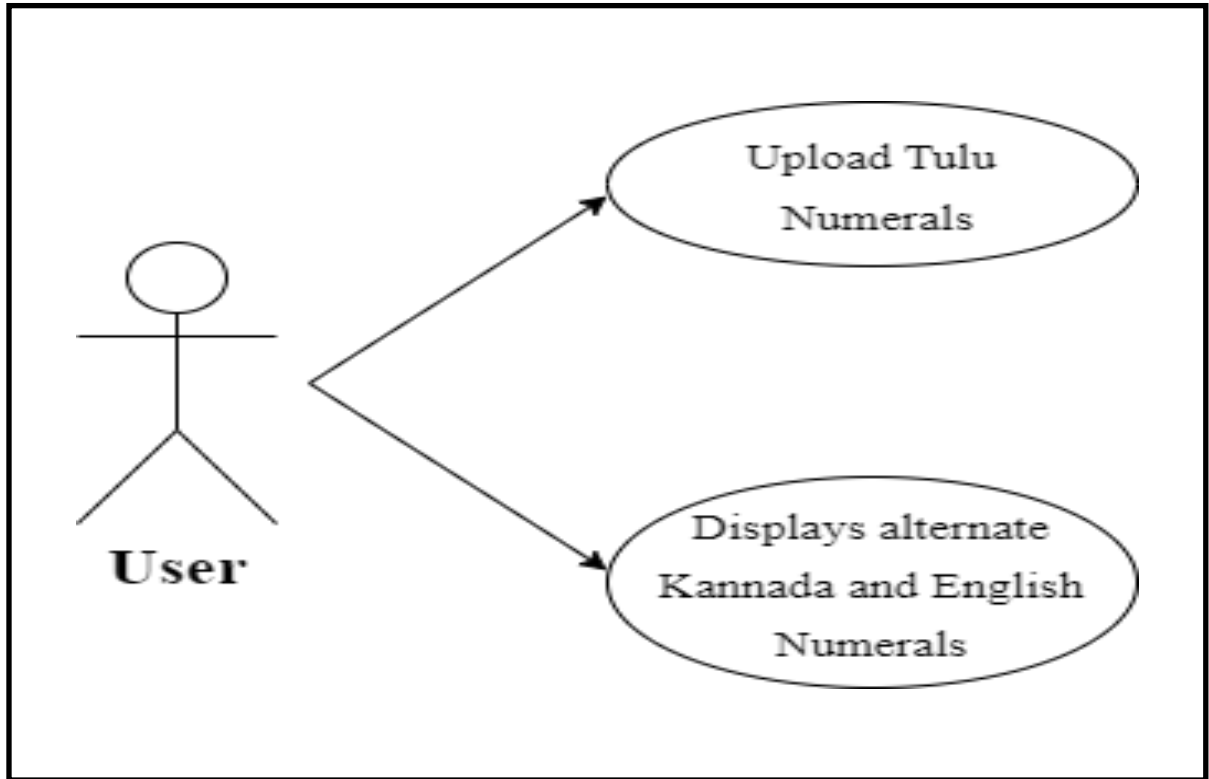 Upload Tulu
Numerals
User
Displays alternate
Kannada and English
Numerals